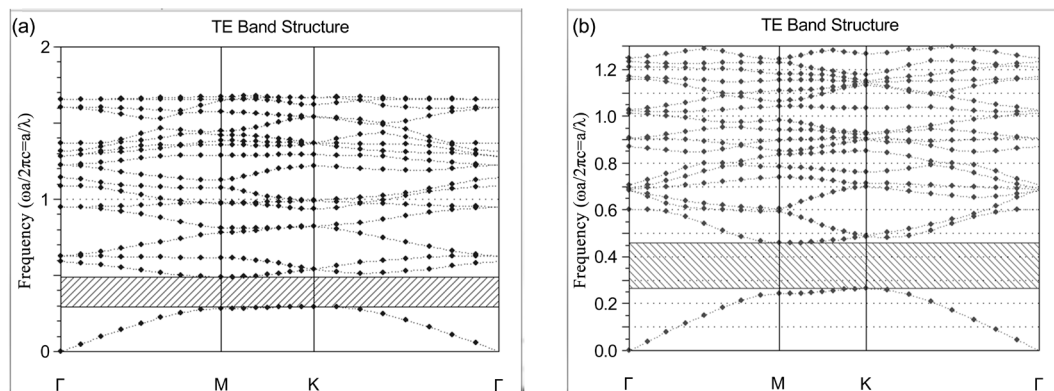 (a)
TE Band Structure
Frequency (ωa/2πc=a/λ)
2
1
0
Γ
M
K
Γ
(b)
TE Band Structure
Frequency (ωa/2πc=a/λ)
1.2
1.0
0.8
0.6
0.4
0.2
0.0
Γ
M
K
Γ